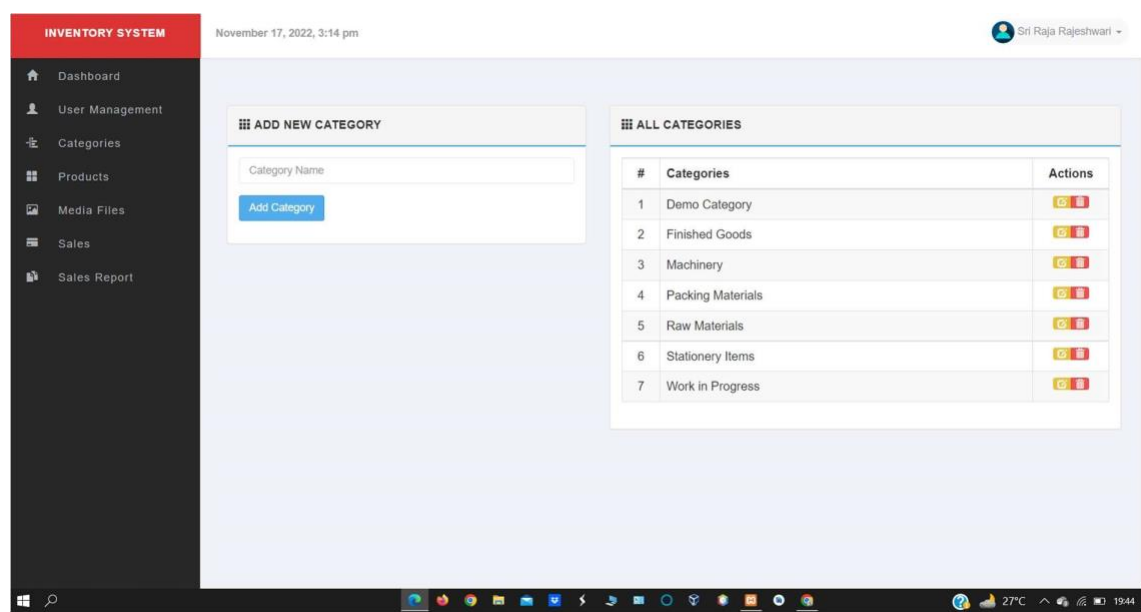 INVENTORY SYSTEM
November 17, 2022, 3:14 pm
Sri Raja Rajeshwari
Dashboard
User Management
Categories
Products
Media Files
Sales
Sales Report
ADD NEW CATEGORY
Category Name
Add Category
ALL CATEGORIES
# Categories Actions
1 Demo Category
2 Finished Goods
3 Machinery
4 Packing Materials
5 Raw Materials
6 Stationery Items
7 Work in Progress
27°C 19:44